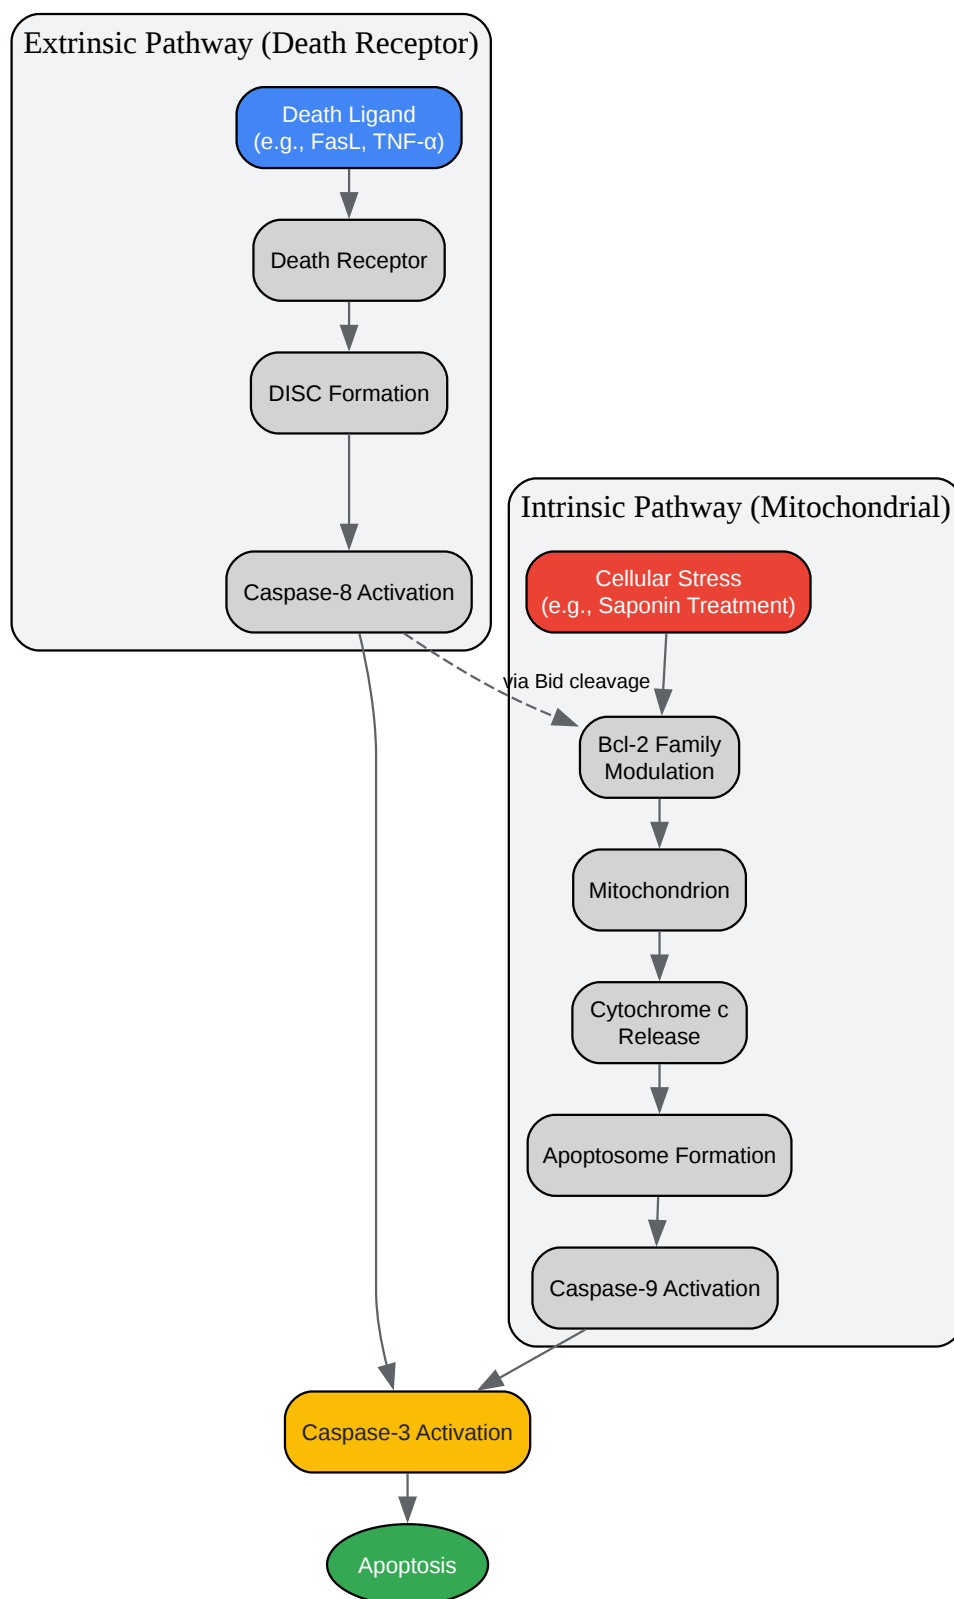 Extrinsic Pathway (Death Receptor)
Death Ligand
(e.g., FasL, TNF-α)
Death Receptor
DISC Formation
Caspase-8 Activation
Intrinsic Pathway (Mitochondrial)
Cellular Stress
(e.g., Saponin Treatment)
via Bid cleavage
Bcl-2 Family
Modulation
Mitochondrion
Cytochrome c
Release
Apoptosome Formation
Caspase-9 Activation
Caspase-3 Activation
Apoptosis